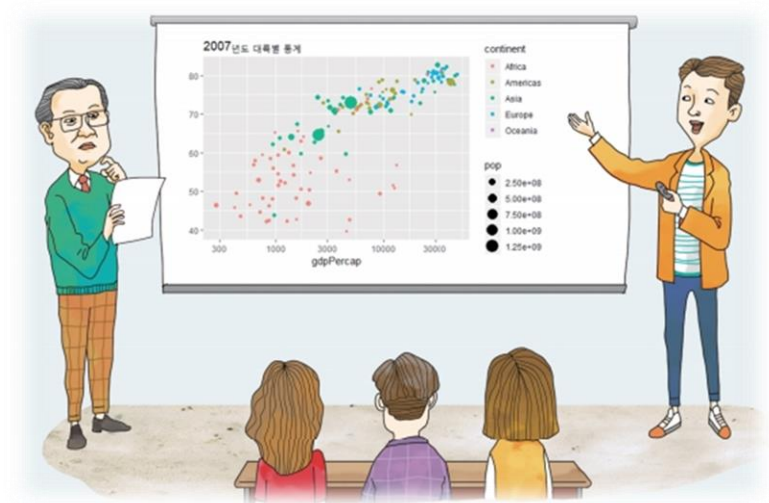 2007년도 대륙별 통계
continent
Africa
Americas
Asia
Europe
Oceania
pop
2.50e+08
5.00e+08
7.50e+08
1.00e+09
1.25e+09
80
70
60
50
40
300 1000 3000 10000 30000
gdpPercap